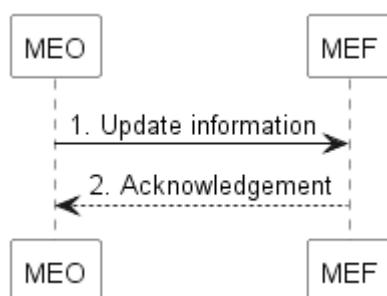 MEO MEF
1. Update information
2. Acknowledgement
MEO MEF